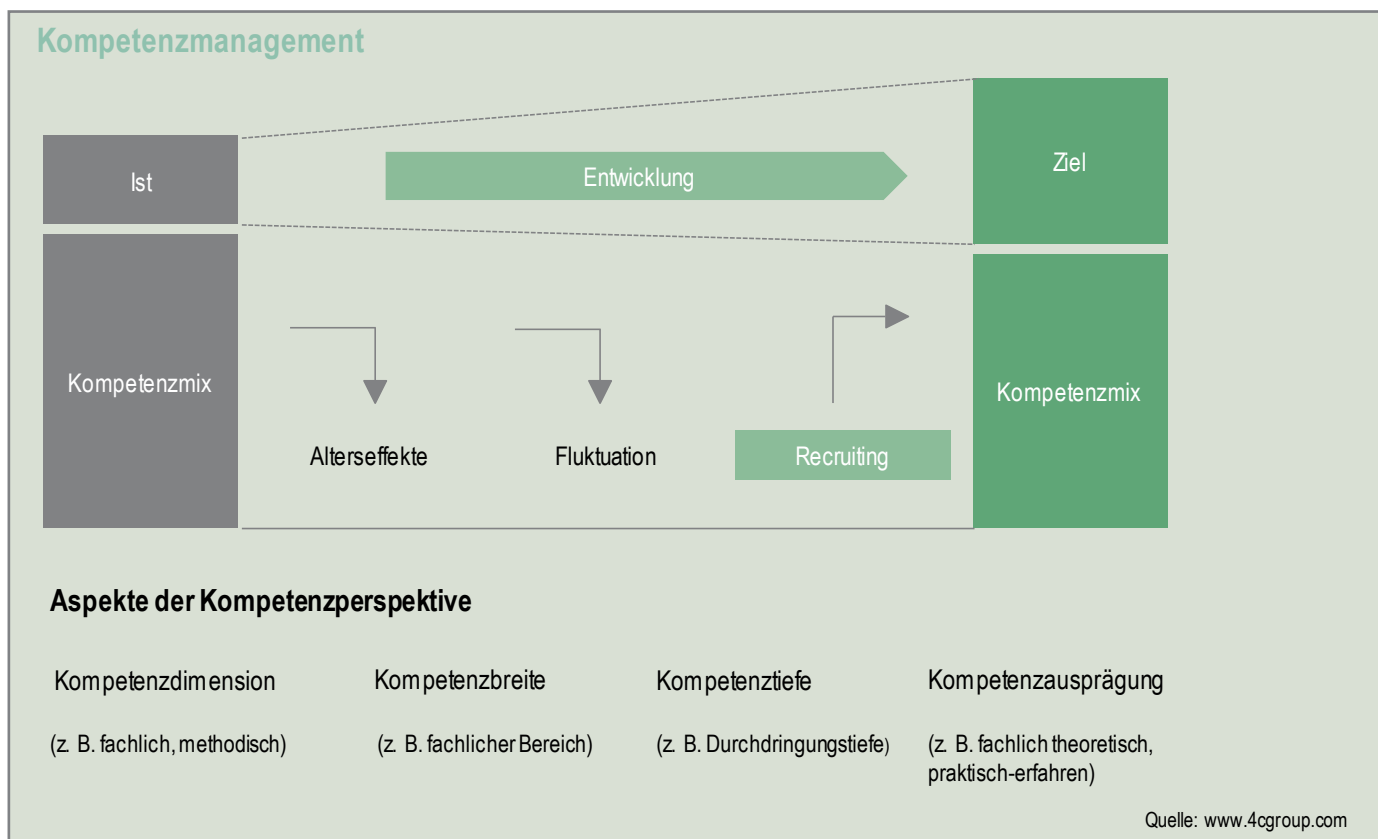 Kompetenzmanagement
Ist
Entwicklung
Ziel
Kompetenzmix
Kompetenzmix
Alterseffekte
Fluktuation
Recruiting
Aspekte der Kompetenzperspektive
Kompetenzdimension
Kompetenzbreite
Kompetenztiefe
Kompetenzausprägung
(z. B. fachlich, methodisch)
(z. B. fachlicher Bereich)
(z. B. Durchdringungstiefe)
(z. B. fachlich theoretisch,
praktisch-erfahren)
Quelle: www.4cgroup.com